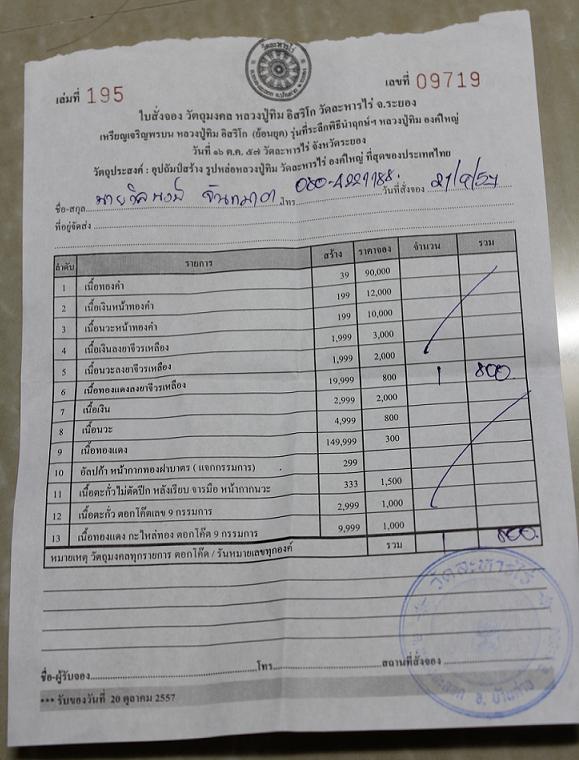 วัดละหารไร่
เล่มที่ 195 เลขที่ 09719
ใบสั่งจอง วัตถุมงคล หลวงปู่ทิม อิสริโก วัดละหารไร่ จ.ระยอง
เหรียญเจริญพรบน หลวงปู่ทิม อิสริโก (ย้อนยุค) รุ่นที่ระลึกพิธีนำฤกษ์ฯ หลวงปู่ทิม องค์ใหญ่
วันที่ ๑๖ ต.ค. ๕๗ วัดละหารไร่ จังหวัดระยอง
วัตถุประสงค์ : อุปถัมป์สร้าง รูปหล่อหลวงปู่ทิม วัดละหารไร่ องค์ใหญ่ ที่สุดของประเทศไทย
ชื่อ-สกุล นาย โทร. วันที่สั่งจอง
ที่อยู่จัดส่ง
ลำดับ รายการ สร้าง ราคาจอง จำนวน รวม
1 เนื้อทองคำ 39 90,000
2 เนื้อเงินหน้าทองคำ 199 12,000
3 เนื้อนวะหน้าทองคำ 199 10,000
4 เนื้อเงินลงยาจีวรเหลือง 1,999 3,000
5 เนื้อนวะลงยาจีวรเหลือง 1,999 2,000
6 เนื้อทองแดงลงยาจีวรเหลือง 19,999 800 1 800
7 เนื้อเงิน 2,999 2,000
8 เนื้อนวะ 4,999 800
9 เนื้อทองแดง 149,999 300
10 อัลปก้า หน้ากากทองฝาบาตร (แจกกรรมการ) 299
11 เนื้อตะกั่วไม่ตัดปีก หลังเรียบ จารมือ หน้ากากนวะ 333 1,500
12 เนื้อตะกั่ว ตอกโค๊ตเลข 9 กรรมการ 2,999 1,000
13 เนื้อทองแดง กะไหล่ทอง ตอกโค๊ต 9 กรรมการ 9,999 1,000
หมายเหตุ วัตถุมงคลทุกรายการ ตอกโค๊ด / รันหมายเลขทุกองค์ รวม 1 800
วัดละหารไร่
ชื่อ-ผู้รับจอง โทร. สถานที่สั่งจอง
*** รับของวันที่ 20 ตุลาคม 2557